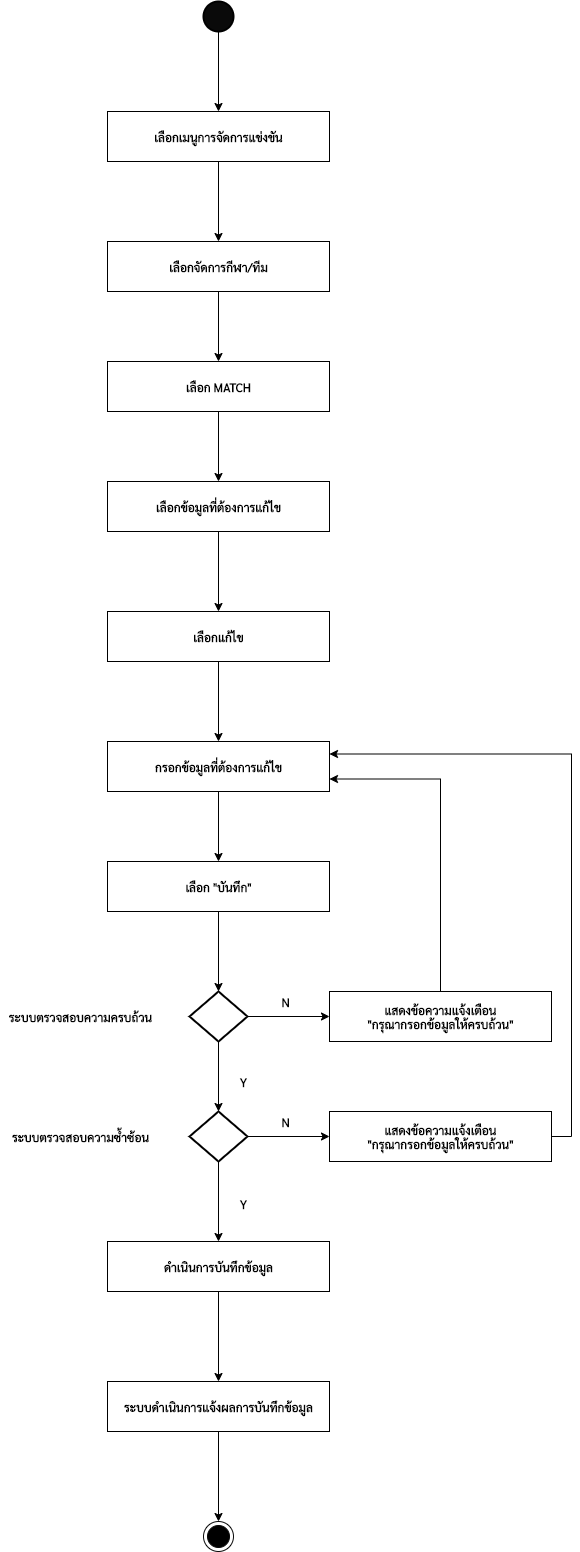 เลือกเมนูการจัดการแข่งขัน
เลือกจัดการกีฬา/ทีม
เลือก MATCH
เลือกข้อมูลที่ต้องการแก้ไข
เลือกแก้ไข
กรอกข้อมูลที่ต้องการแก้ไข
เลือก "บันทึก"
ระบบตรวจสอบความครบถ้วน
N
แสดงข้อความแจ้งเตือน
"กรุณากรอกข้อมูลให้ครบถ้วน"
Y
ระบบตรวจสอบความซ้ำซ้อน
N
แสดงข้อความแจ้งเตือน
"กรุณากรอกข้อมูลให้ครบถ้วน"
Y
ดำเนินการบันทึกข้อมูล
ระบบดำเนินการแจ้งผลการบันทึกข้อมูล